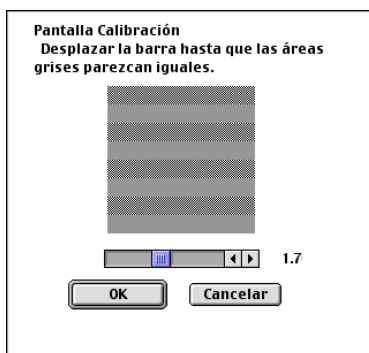 Pantalla Calibración
Desplazar la barra hasta que las áreas
grises parezcan iguales.
1.7
OK
Cancelar